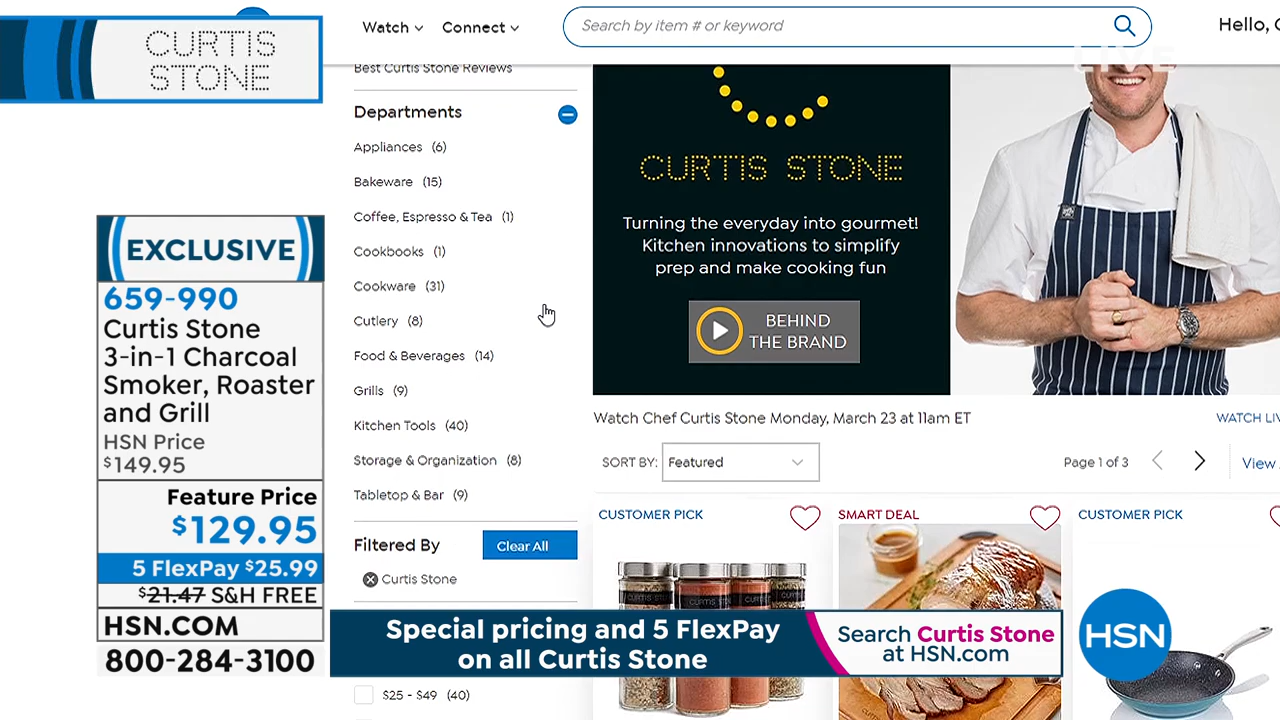 CURTIS
STONE
Watch
Connect
Search by item # or keyword
Hello,
LIVE
Best Curtis Stone Reviews
Departments
Appliances (6)
Bakeware (15)
Coffee, Espresso & Tea (1)
Cookbooks (1)
Cookware (31)
Cutlery (8)
Food & Beverages (14)
Grills (9)
Kitchen Tools (40)
Storage & Organization (8)
Tabletop & Bar (9)
Filtered By
Clear All
Curtis Stone
$25 - $49 (40)
CURTIS STONE
Turning the everyday into gourmet!
Kitchen innovations to simplify
prep and make cooking fun
BEHIND
THE BRAND
Watch Chef Curtis Stone Monday, March 23 at 11am ET
WATCH
SORT BY: Featured
Page 1 of 3
View
CUSTOMER PICK
SMART DEAL
CUSTOMER PICK
EXCLUSIVE
659-990
Curtis Stone
3-in-1 Charcoal
Smoker, Roaster
and Grill
HSN Price
$149.95
Feature Price
$129.95
5 FlexPay $25.99
$21.47 S&H FREE
HSN.COM
800-284-3100
Special pricing and 5 FlexPay
on all Curtis Stone
Search Curtis Stone
at HSN.com
HSN